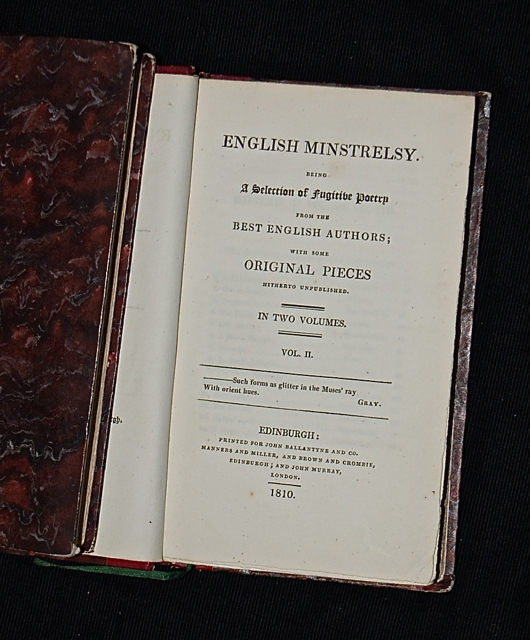 ENGLISH MINSTRELSY.
BEING
A Selection of Fugitive Poetry
FROM THE
BEST ENGLISH AUTHORS;
WITH SOME
ORIGINAL PIECES
HITHERTO UNPUBLISHED.
IN TWO VOLUMES.
VOL. II.
———Such forms as glitter in the Muses' ray
With orient hues.
GRAY.
EDINBURGH:
PRINTED FOR JOHN BALLANTYNE AND CO.
MANNERS AND MILLER, AND BROWN AND CROMBIE,
EDINBURGH; AND JOHN MURRAY,
LONDON.
1810.